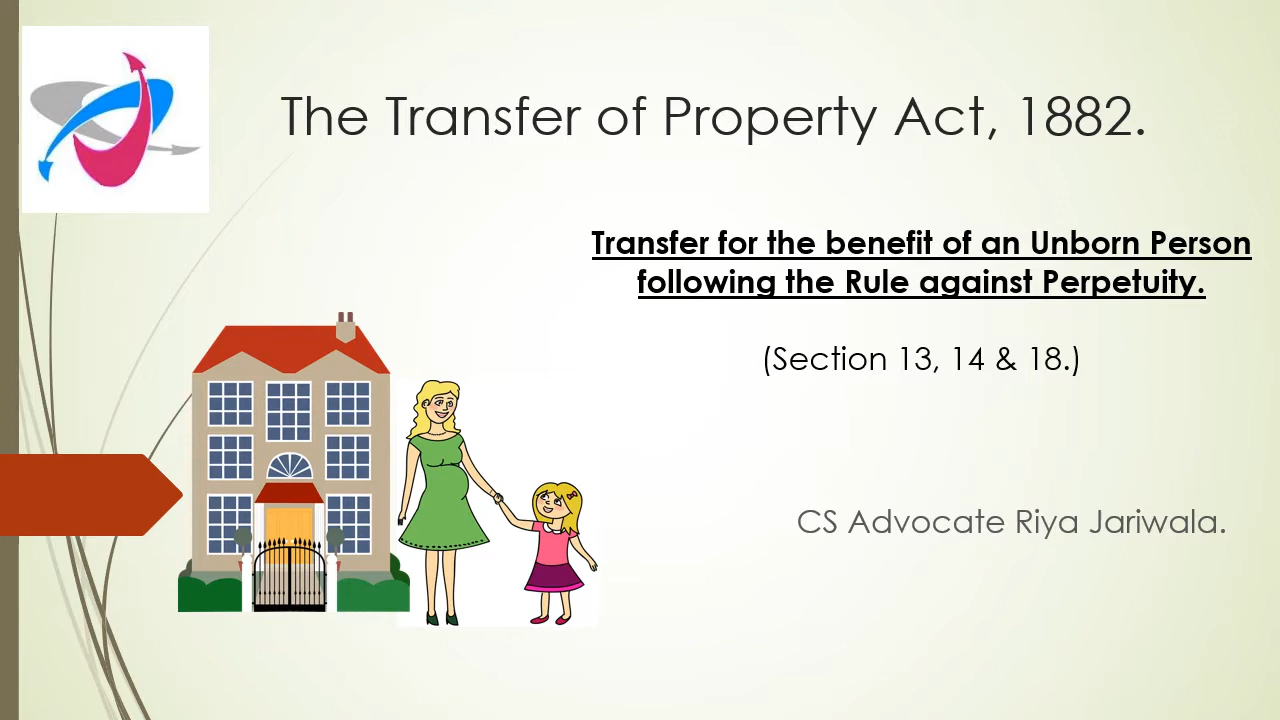 The Transfer of Property Act, 1882.
Transfer for the benefit of an Unborn Person
following the Rule against Perpetuity.
(Section 13, 14 & 18.)
CS Advocate Riya Jariwala.